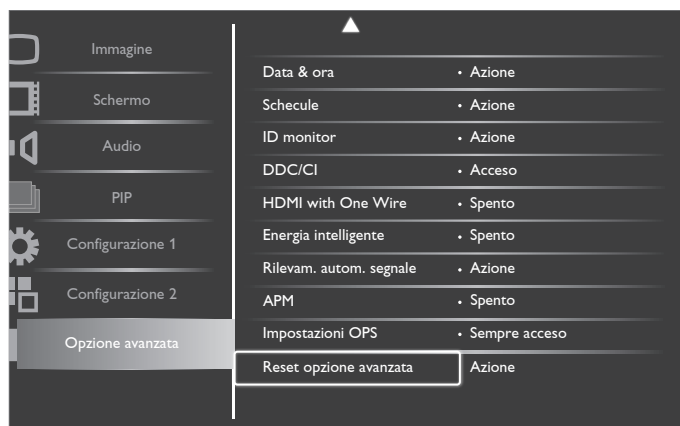 Immagine
Schermo
Audio
PIP
Configurazione 1
Configurazione 2
Opzione avanzata
Data & ora • Azione
Schecule • Azione
ID monitor • Azione
DDC/CI • Acceso
HDMI with One Wire • Spento
Energia intelligente • Spento
Rilevam. autom. segnale • Azione
APM • Spento
Impostazioni OPS • Sempre acceso
Reset opzione avanzata Azione